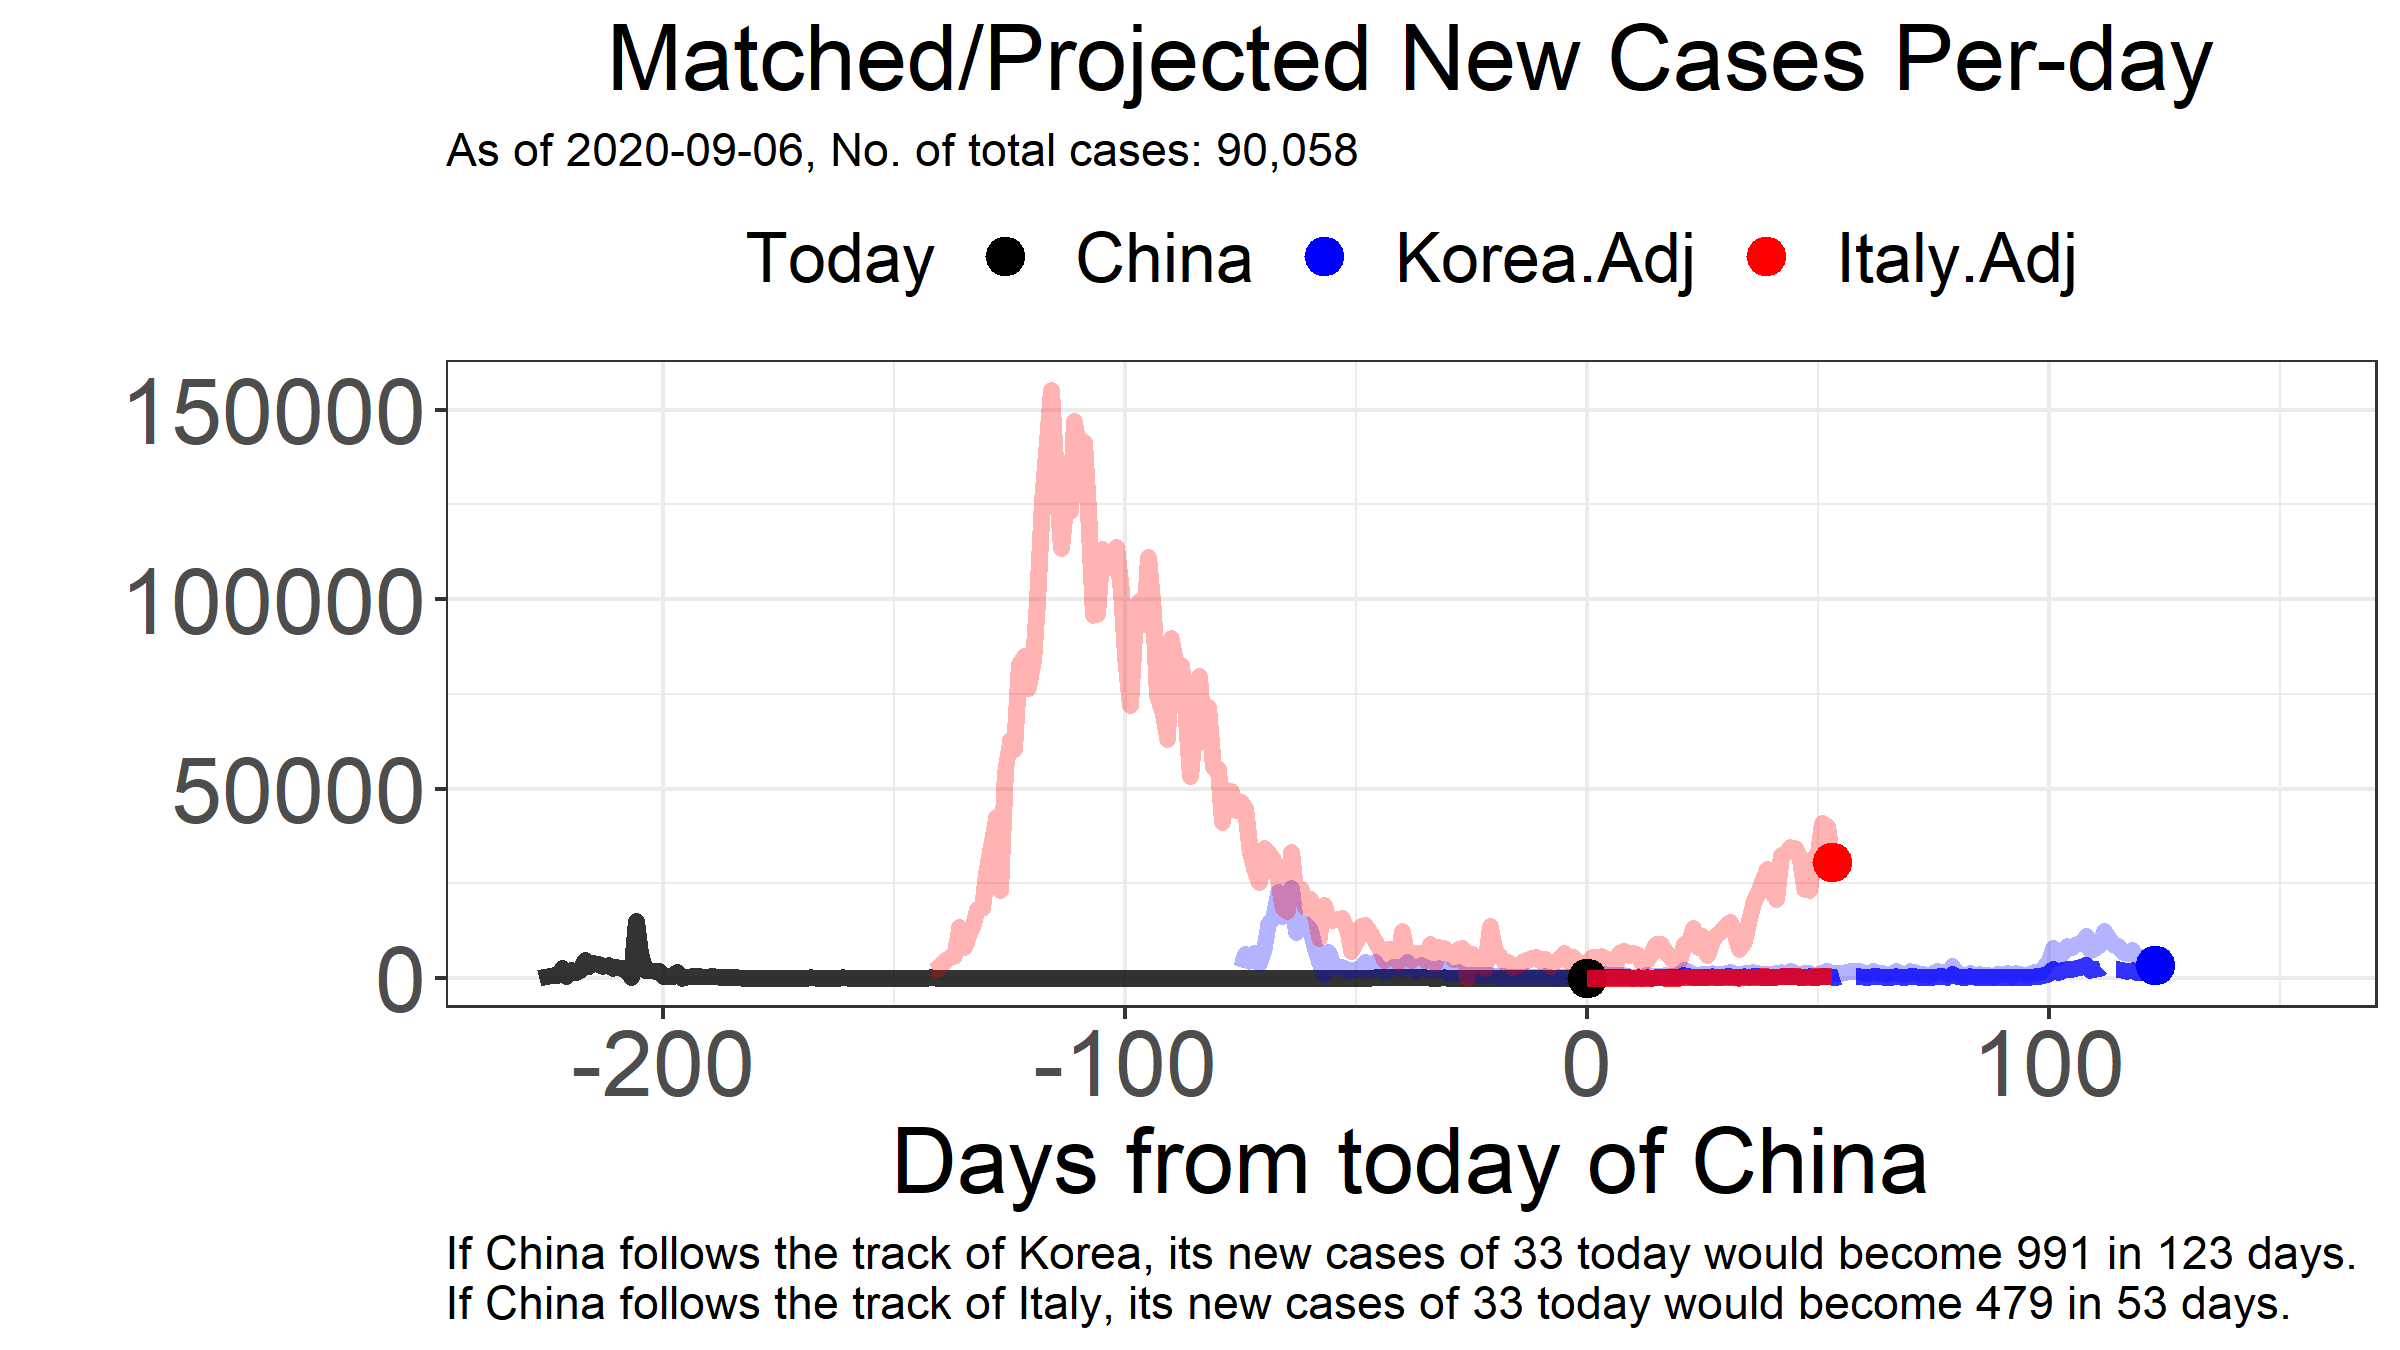 Matched/Projected New Cases Per-day
As of 2020-09-06, No. of total cases: 90,058
Today China Korea.Adj Italy.Adj
150000
100000
50000
0
-200 -100 0 100
Days from today of China
If China follows the track of Korea, its new cases of 33 today would become 991 in 123 days.
If China follows the track of Italy, its new cases of 33 today would become 479 in 53 days.